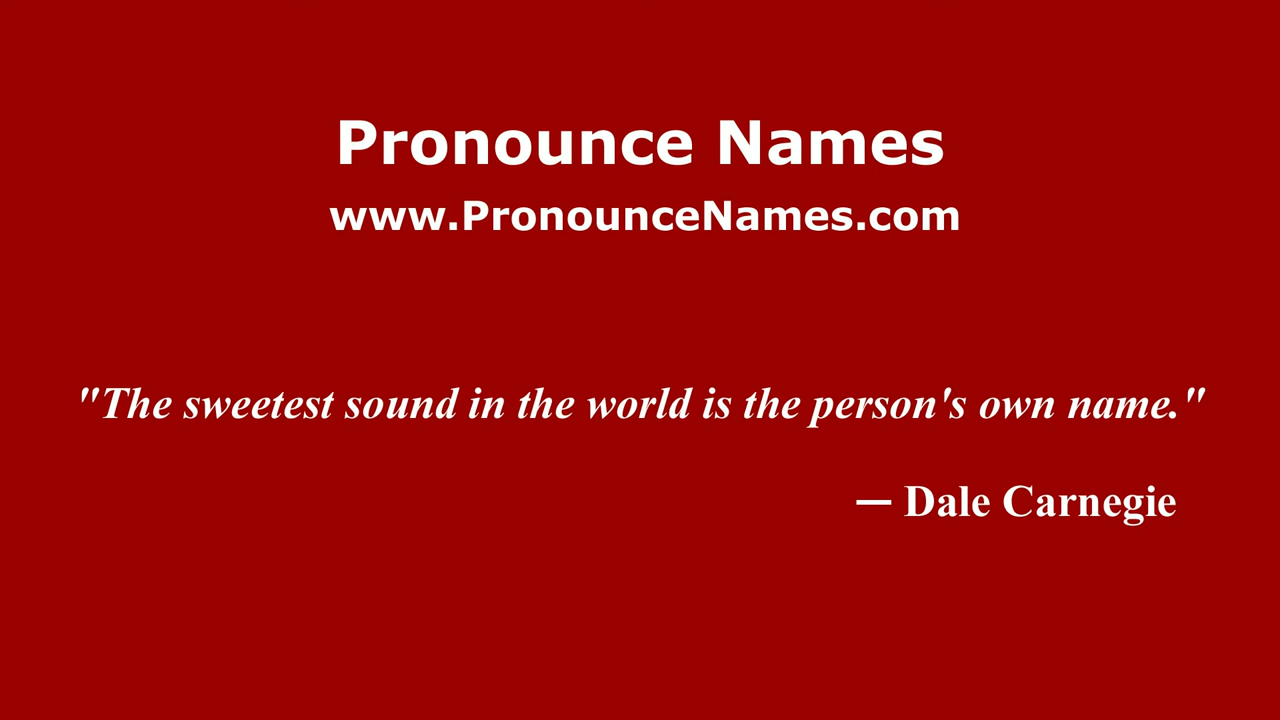 Pronounce Names
www.PronounceNames.com
"The sweetest sound in the world is the person's own name."
— Dale Carnegie